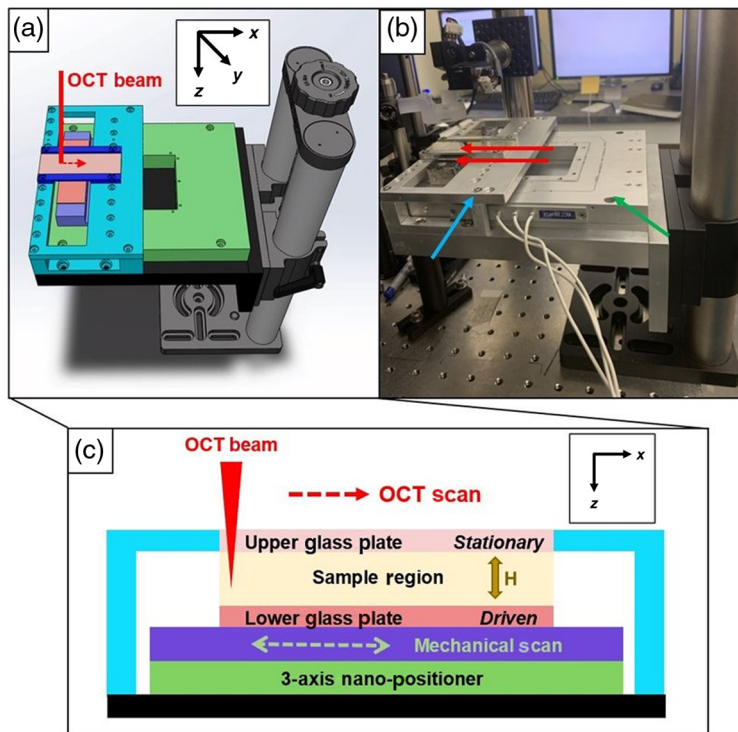 (a)
x
y
z
OCT beam
(b)
(c)
OCT beam
x
z
OCT scan
Upper glass plate Stationary
Sample region H
Lower glass plate Driven
Mechanical scan
3-axis nano-positioner